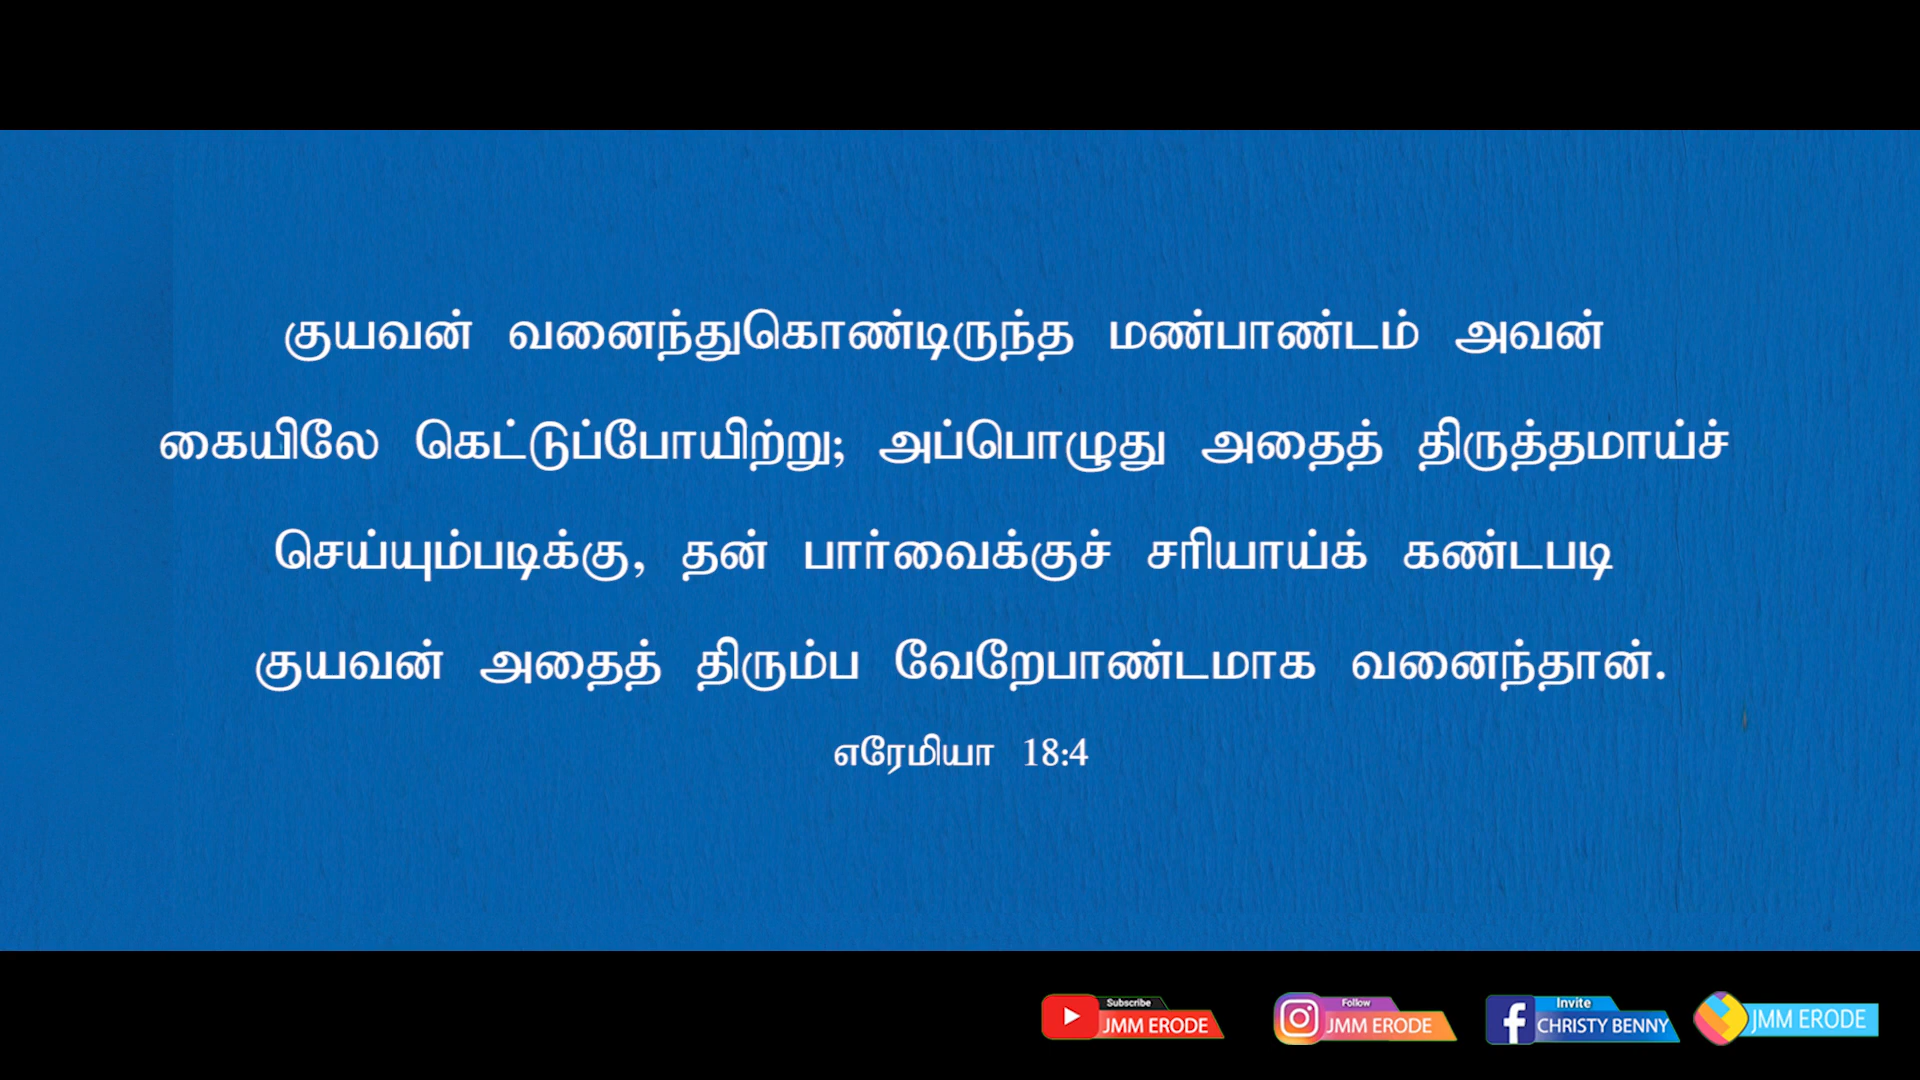 குயவன் வனைந்துகொண்டிருந்த மண்பாண்டம் அவன்
கையிலே கெட்டுப்போயிற்று; அப்பொழுது அதைத் திருத்தமாய்ச்
செய்யும்படிக்கு, தன் பார்வைக்குச் சரியாய்க் கண்டபடி
குயவன் அதைத் திரும்ப வேறேபாண்டமாக வனைந்தான்.
எரேமியா 18:4
Subscribe
JMM ERODE
Follow
JMM ERODE
Invite
CHRISTY BENNY
JMM ERODE